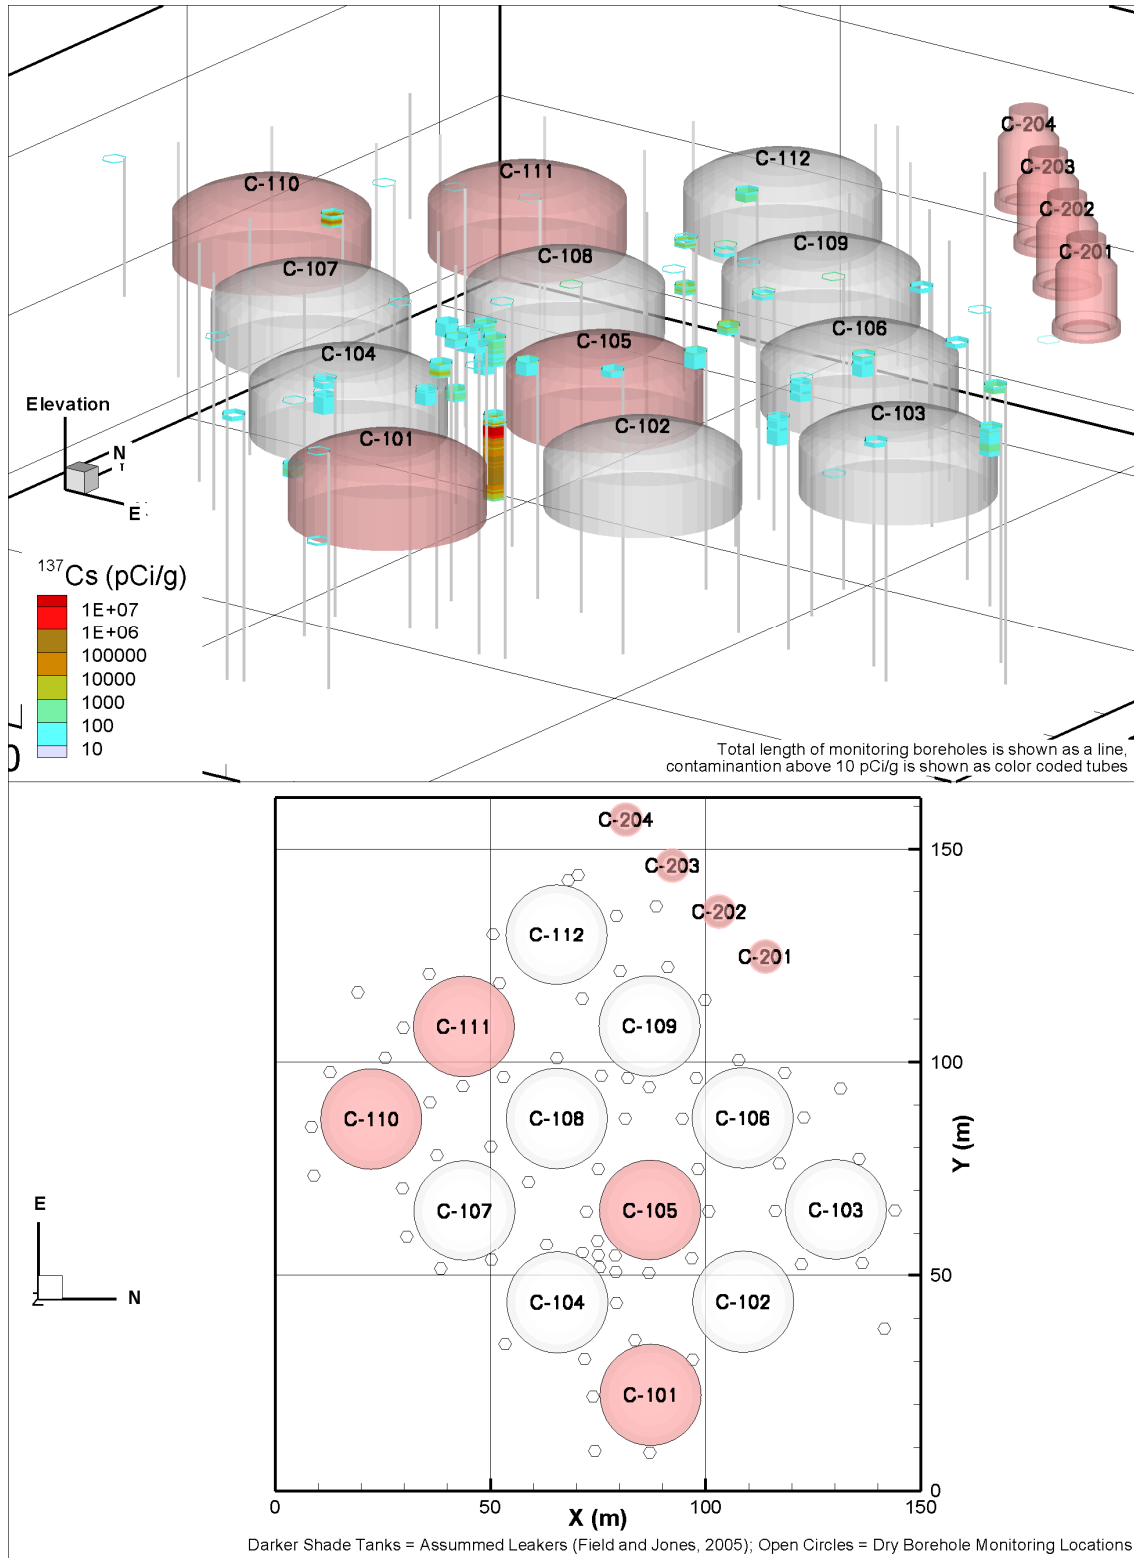 C-204
C-203
C-202
C-201
C-112
C-111
C-110
C-109
C-108
C-107
C-106
C-105
C-104
C-103
C-102
C-101
Elevation
N
E
137Cs (pCi/g)
1E+07
1E+06
100000
10000
1000
100
10
0
Total length of monitoring boreholes is shown as a line,
contaminantion above 10 pCi/g is shown as color coded tubes
C-204
C-203
C-202
C-201
C-112
C-111
C-109
C-110
C-108
C-106
C-107
C-105
C-103
C-104
C-102
C-101
150
100
50
0
Y (m)
E
N
0
50
100
150
X (m)
Darker Shade Tanks = Assummed Leakers (Field and Jones, 2005); Open Circles = Dry Borehole Monitoring Locations